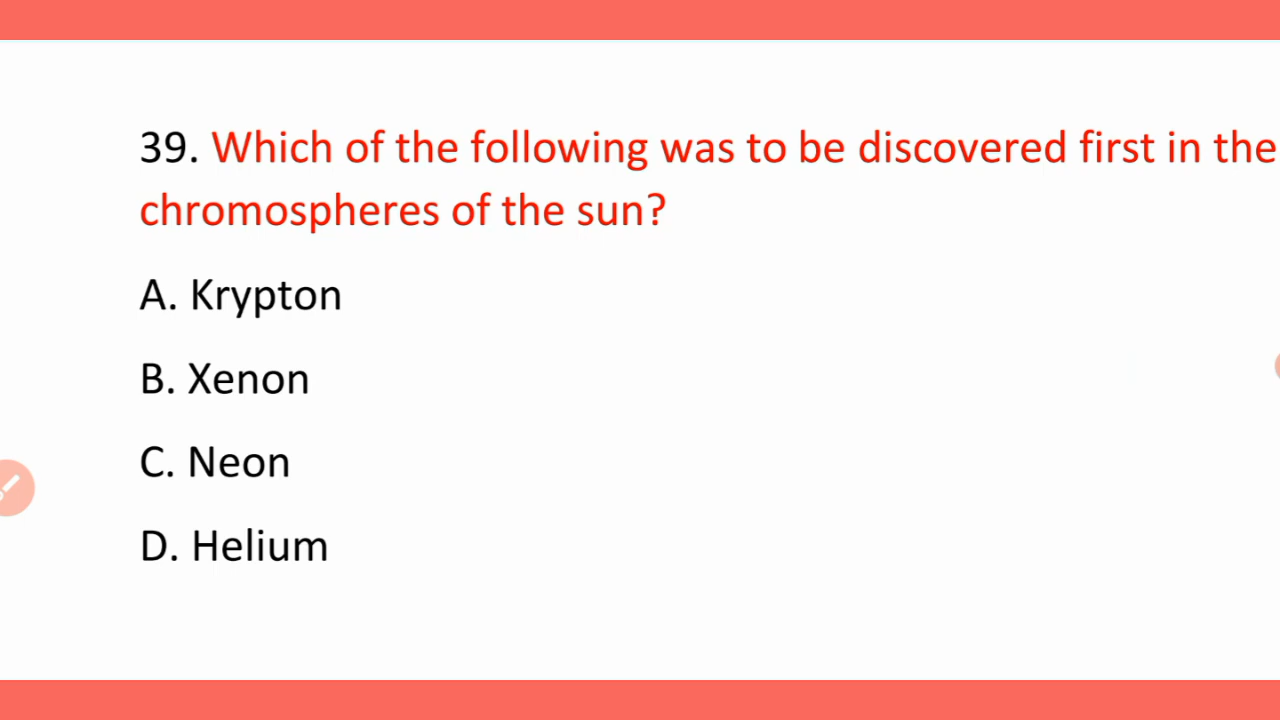 39. Which of the following was to be discovered first in the
chromospheres of the sun?
A. Krypton
B. Xenon
C. Neon
D. Helium